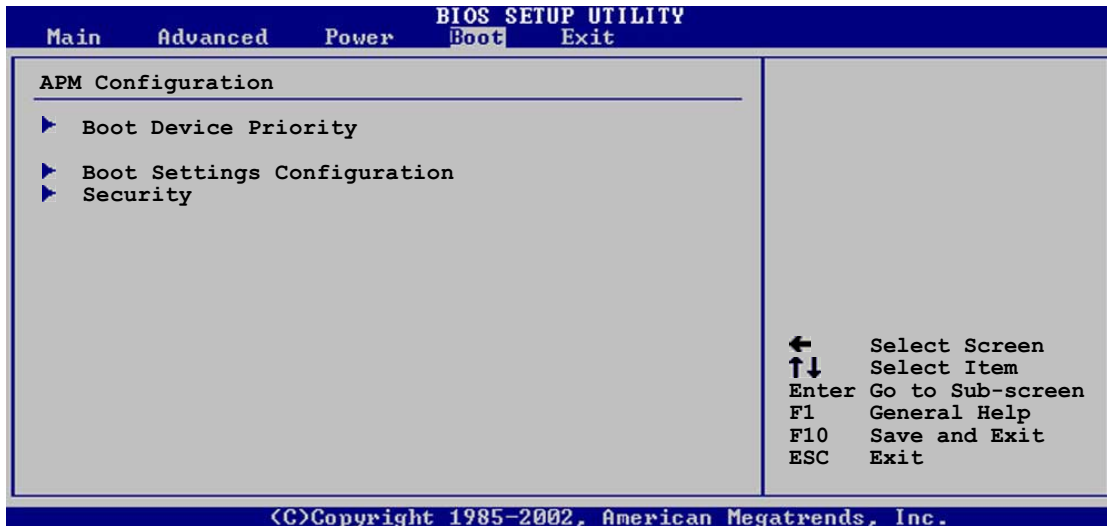 BIOS SETUP UTILITY
Main Advanced Power Boot Exit
APM Configuration
Boot Device Priority
Boot Settings Configuration
Security
← Select Screen
↑↓ Select Item
Enter Go to Sub-screen
F1 General Help
F10 Save and Exit
ESC Exit
(C)Copyright 1985-2002, American Megatrends, Inc.